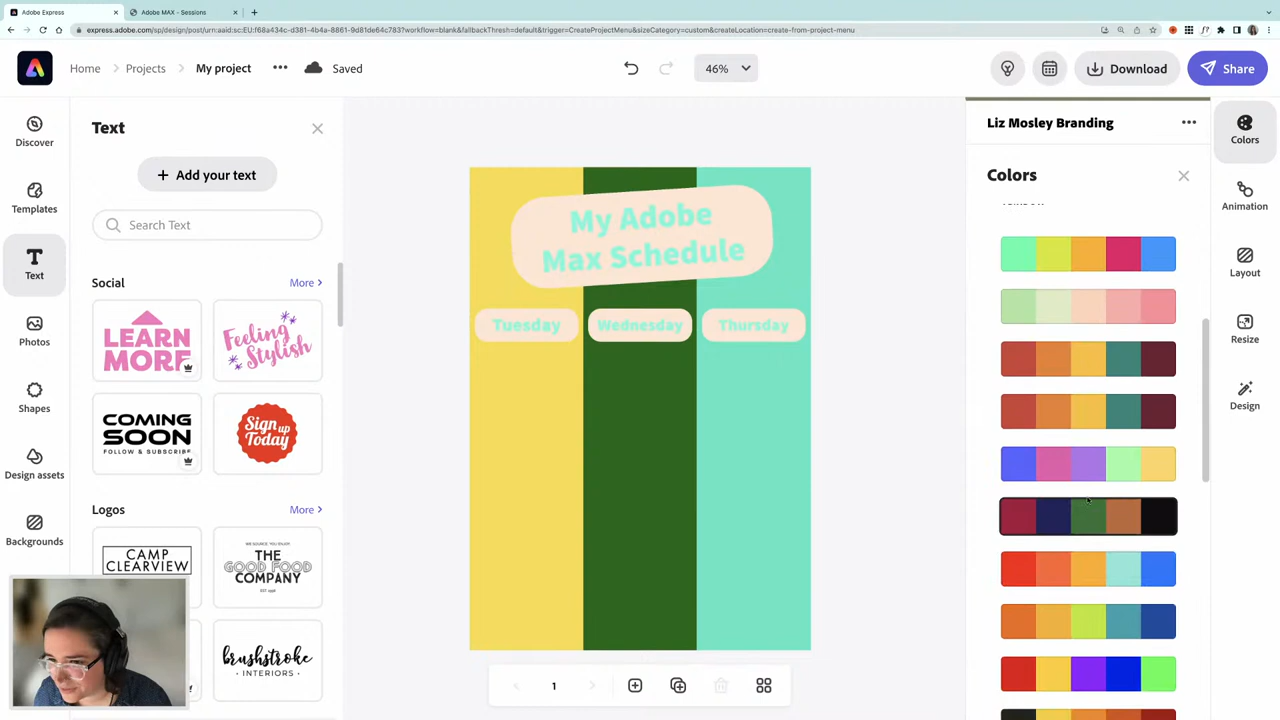 Adobe Express
Adobe MAX - Sessions
express.adobe.com/sp/design/post/urn:aaid:sc:EU:f68a434c-d361-4b4a-8861-9d81de64c783?workflow=blank&fallbackThresh=default&trigger=CreateProjectMenu&sizeCategory=custom&createLocation=create-from-project-menu
Home
Projects
My project
Saved
46%
Download
Share
Discover
Templates
Text
Photos
Shapes
Design assets
Backgrounds
Text
Add your text
Search Text
Social
More
LEARN
MORE
Feeling
Stylish
COMING
SOON
FOLLOW & SUBSCRIBE
Sign up
Today
Logos
More
CAMP
CLEARVIEW
THE
GOOD FOOD
COMPANY
brushstroke
INTERIORS
My Adobe
Max Schedule
Tuesday
Wednesday
Thursday
1
Liz Mosley Branding
Colors
Colors
Animation
Layout
Resize
Design